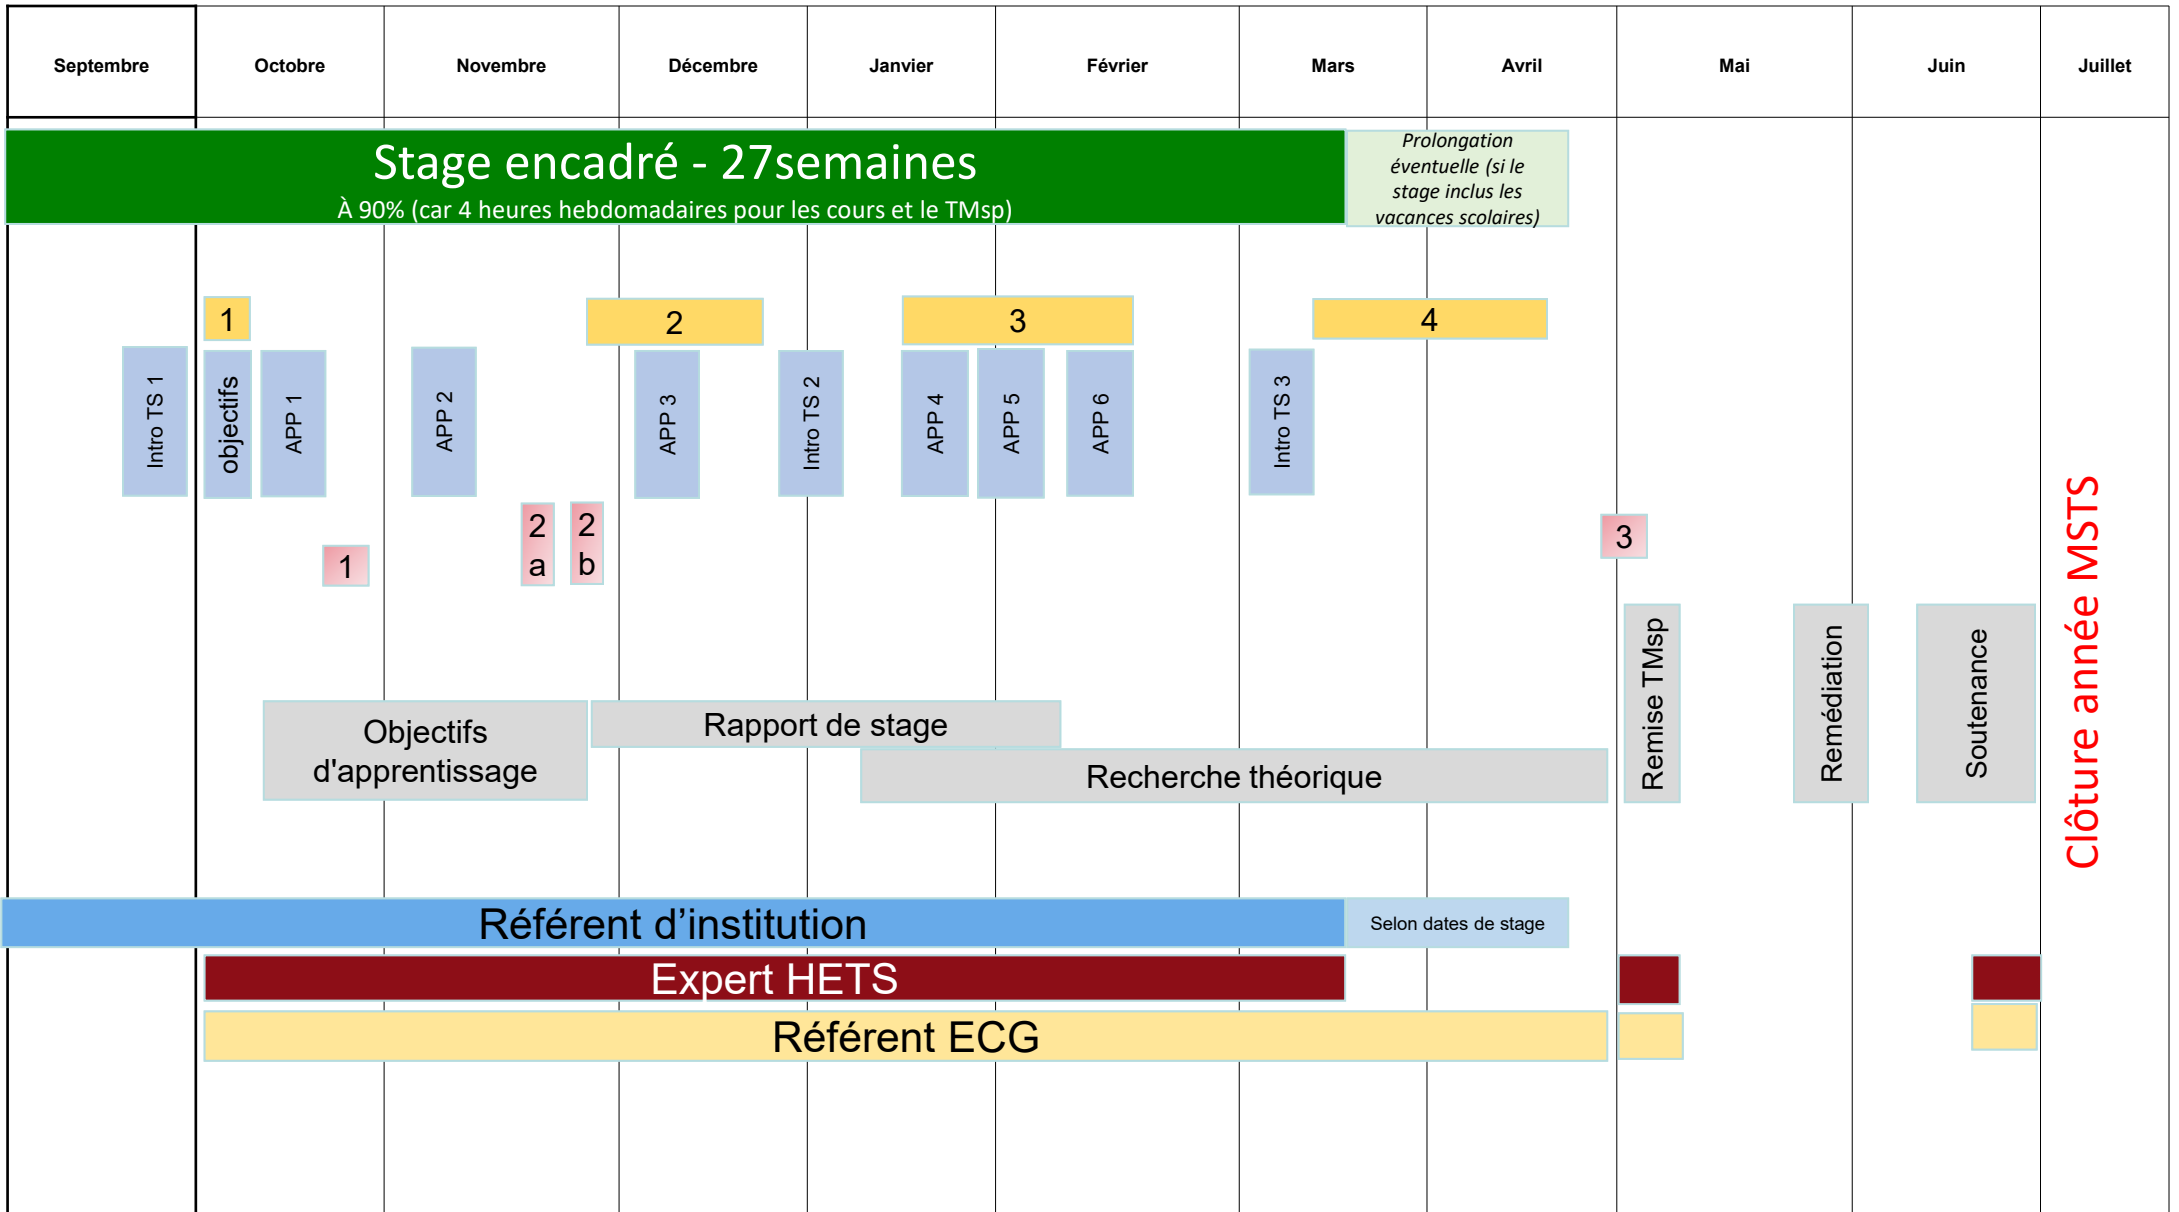 Septembre
Octobre
Novembre
Décembre
Janvier
Février
Mars
Avril
Mai
Juin
Juillet
Stage encadré - 27semaines
À 90% (car 4 heures hebdomadaires pour les cours et le TMsp)
Prolongation
éventuelle (si le
stage inclus les
vacances scolaires)
1
2
3
4
Intro TS 1
objectifs
APP 1
APP 2
APP 3
Intro TS 2
APP 4
APP 5
APP 6
Intro TS 3
1
2
a
2
b
3
Objectifs
d'apprentissage
Rapport de stage
Recherche théorique
Remise TMsp
Remédiation
Soutenance
Clôture année MSTS
Référent d’institution
Selon dates de stage
Expert HETS
Référent ECG